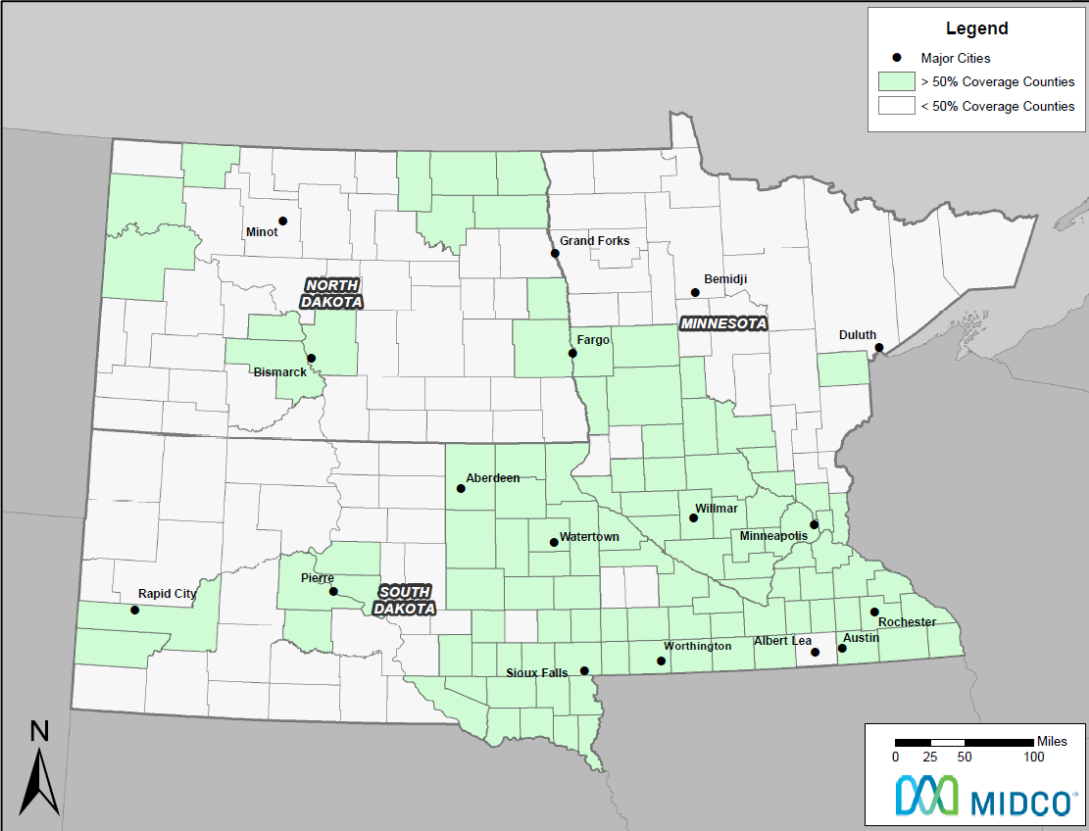 Legend
Major Cities
> 50% Coverage Counties
< 50% Coverage Counties
Minot
Grand Forks
Bemidji
NORTH
DAKOTA
MINNESOTA
Duluth
Fargo
Bismarck
Aberdeen
Willmar
Watertown
Minneapolis
Pierre
Rapid City
SOUTH
DAKOTA
Rochester
Albert Lea
Austin
Worthington
Sioux Falls
N
Miles
0 25 50 100
MIDCO